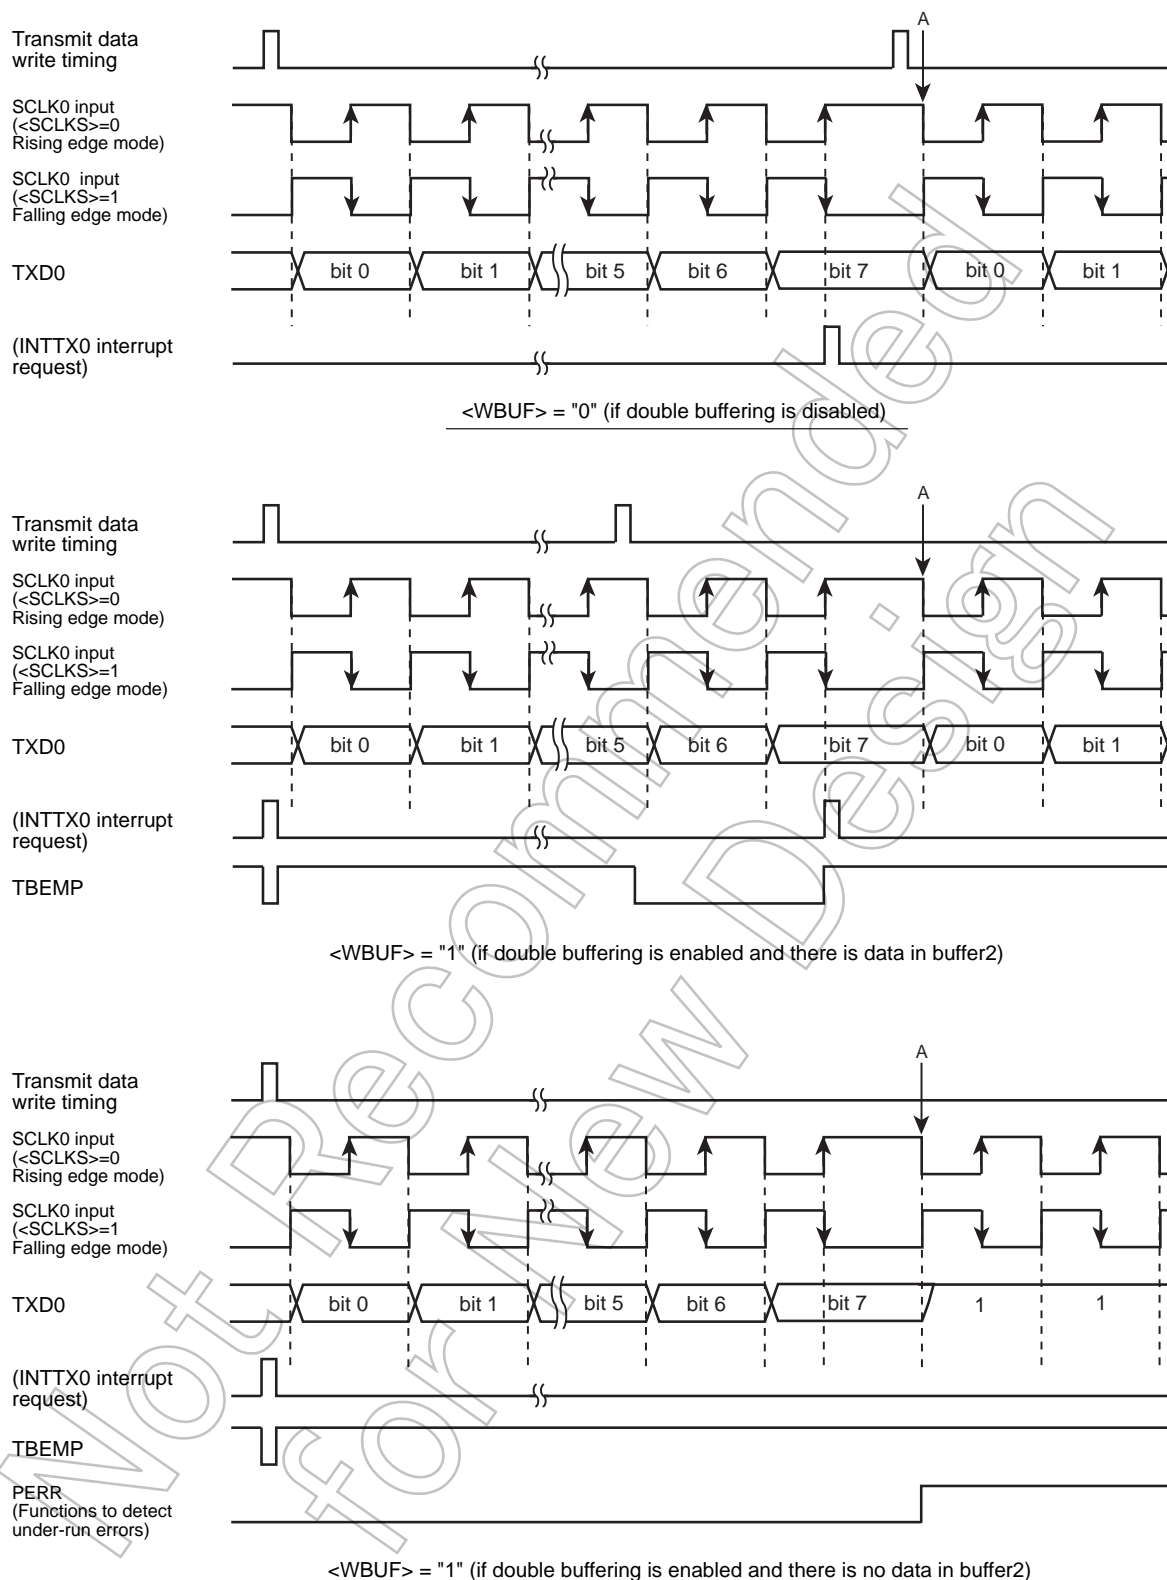 A
Transmit data
write timing
SCLK0 input
(<SCLKS>=0
Rising edge mode)
SCLK0  input
(<SCLKS>=1
Falling edge mode)
TXD0
bit 0
bit 1
bit 5
bit 6
bit 7
bit 0
bit 1
(INTTX0 interrupt
request)
<WBUF> = "0" (if double buffering is disabled)
A
Transmit data
write timing
SCLK0 input
(<SCLKS>=0
Rising edge mode)
SCLK0 input
(<SCLKS>=1
Falling edge mode)
TXD0
bit 0
bit 1
bit 5
bit 6
bit 7
bit 0
bit 1
(INTTX0 interrupt
request)
TBEMP
<WBUF> = "1" (if double buffering is enabled and there is data in buffer2)
A
Transmit data
write timing
SCLK0 input
(<SCLKS>=0
Rising edge mode)
SCLK0 input
(<SCLKS>=1
Falling edge mode)
TXD0
bit 0
bit 1
bit 5
bit 6
bit 7
1
1
(INTTX0 interrupt
request)
TBEMP
PERR
(Functions to detect
under-run errors)
<WBUF> = "1" (if double buffering is enabled and there is no data in buffer2)
Not Recommended
for New Design